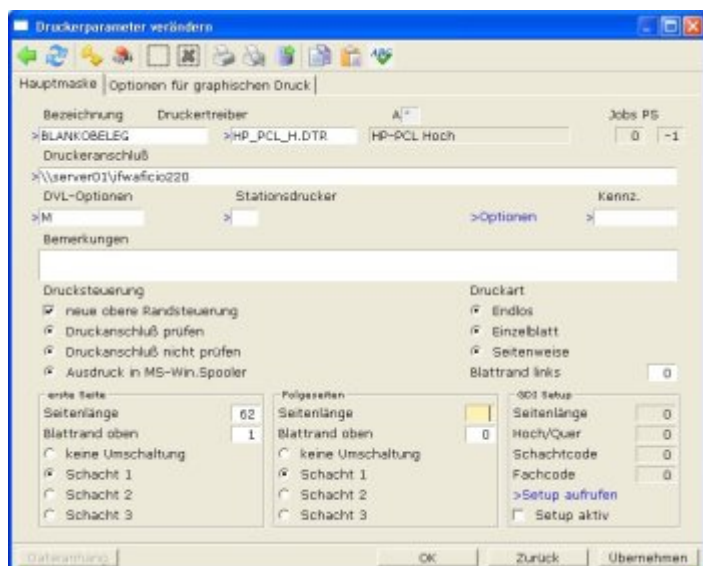 Druckerparameter verändern
Hauptmaske Optionen für graphischen Druck
Bezeichnung Druckertreiber A * Jobs PS
>BLANKOBELEG >HP_PCL_H.DTR HP-PCL Hoch 0 -1
Druckeranschluß
>\\server01\ifwaficio220
DVL-Optionen Stationsdrucker Kennz.
>M > >Optionen >
Bemerkungen
Drucksteuerung Druckart
neue obere Randsteuerung Endlos
Druckanschluß prüfen Einzelblatt
Druckanschluß nicht prüfen Seitenweise
Ausdruck in MS-Win.Spooler Blattrand links 0
erste Seite Folgeseiten GDI Setup
Seitenlänge 62 Seitenlänge Seitenlänge 0
Blattrand oben 1 Blattrand oben 0 Hoch/Quer 0
keine Umschaltung keine Umschaltung Schachtcode 0
Schacht 1 Schacht 1 Fachcode 0
Schacht 2 Schacht 2 >Setup aufrufen
Schacht 3 Schacht 3 Setup aktiv
Dateianhang OK Zurück Übernehmen